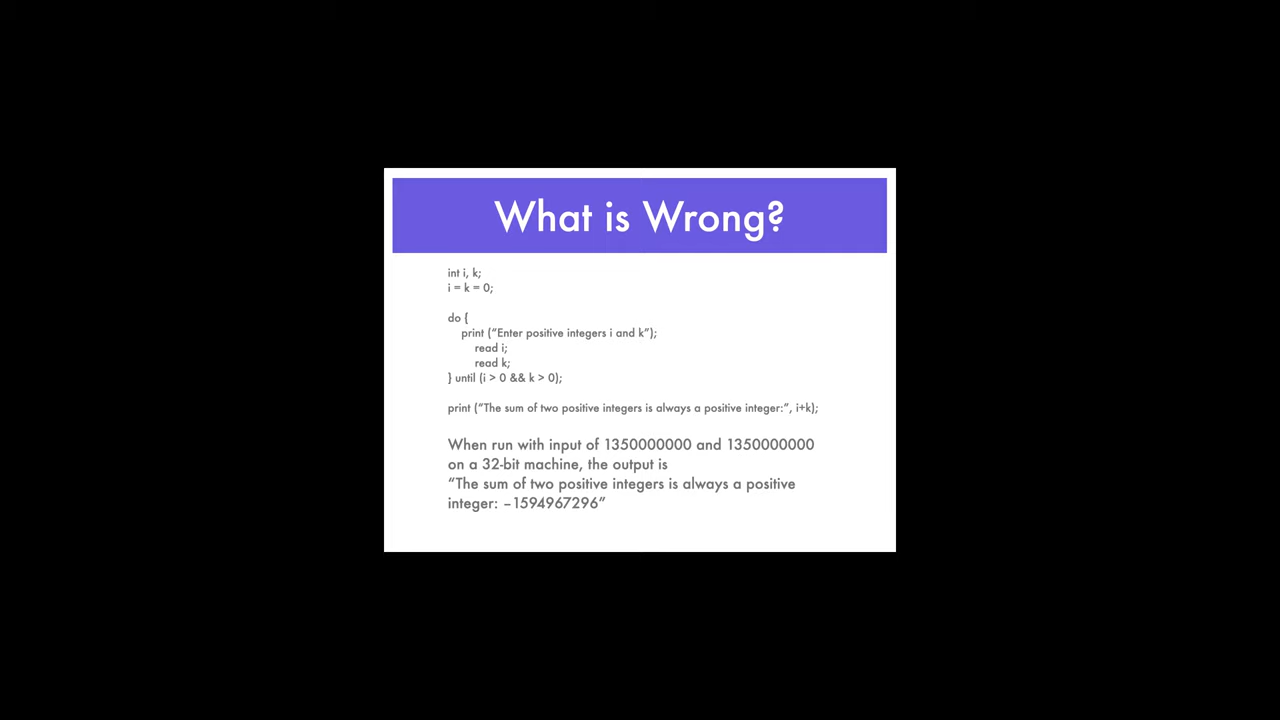 What is Wrong?
int i, k;
i = k = 0;
do {
print (“Enter positive integers i and k”);
read i;
read k;
} until (i > 0 && k > 0);
print (“The sum of two positive integers is always a positive integer:”, i+k);
When run with input of 1350000000 and 1350000000
on a 32-bit machine, the output is
“The sum of two positive integers is always a positive
integer: –1594967296”